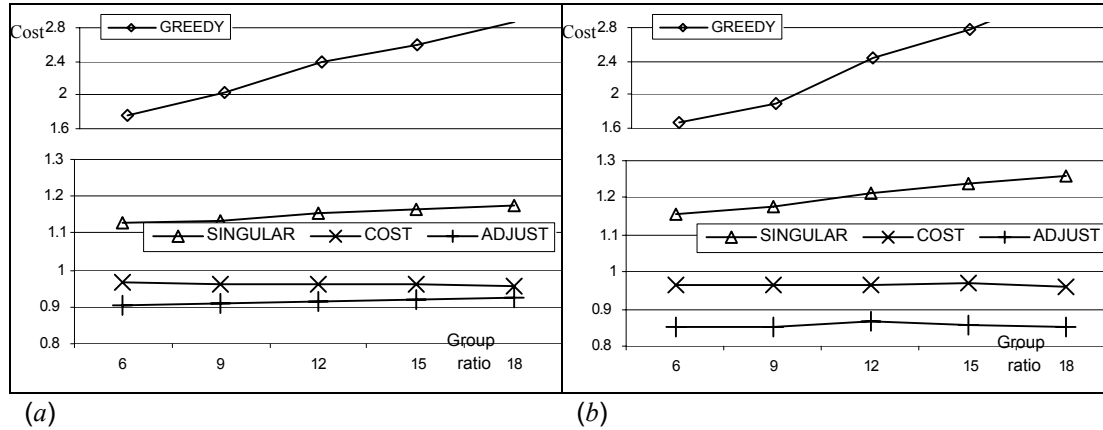 Cost
2.8
GREEDY
2.4
2
1.6
1.3
1.2
1.1
SINGULAR COST ADJUST
1
0.9
0.8
Group
ratio
6 9 12 15 18
(a)
Cost
2.8
GREEDY
2.4
2
1.6
1.3
1.2
1.1
SINGULAR COST ADJUST
1
0.9
0.8
Group
ratio
6 9 12 15 18
(b)